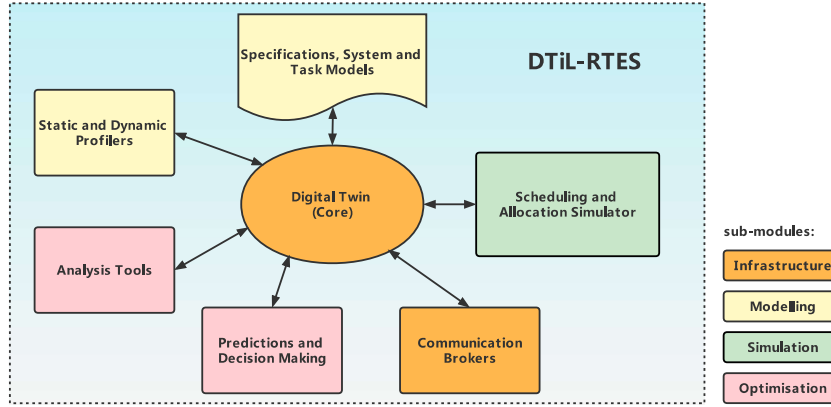 Specifications, System and
Task Models
DTiL-RTES
Static and Dynamic
Profilers
Digital Twin
(Core)
Scheduling and
Allocation Simulator
Analysis Tools
Predictions and
Decision Making
Communication
Brokers
sub-modules:
Infrastructure
Modelling
Simulation
Optimisation